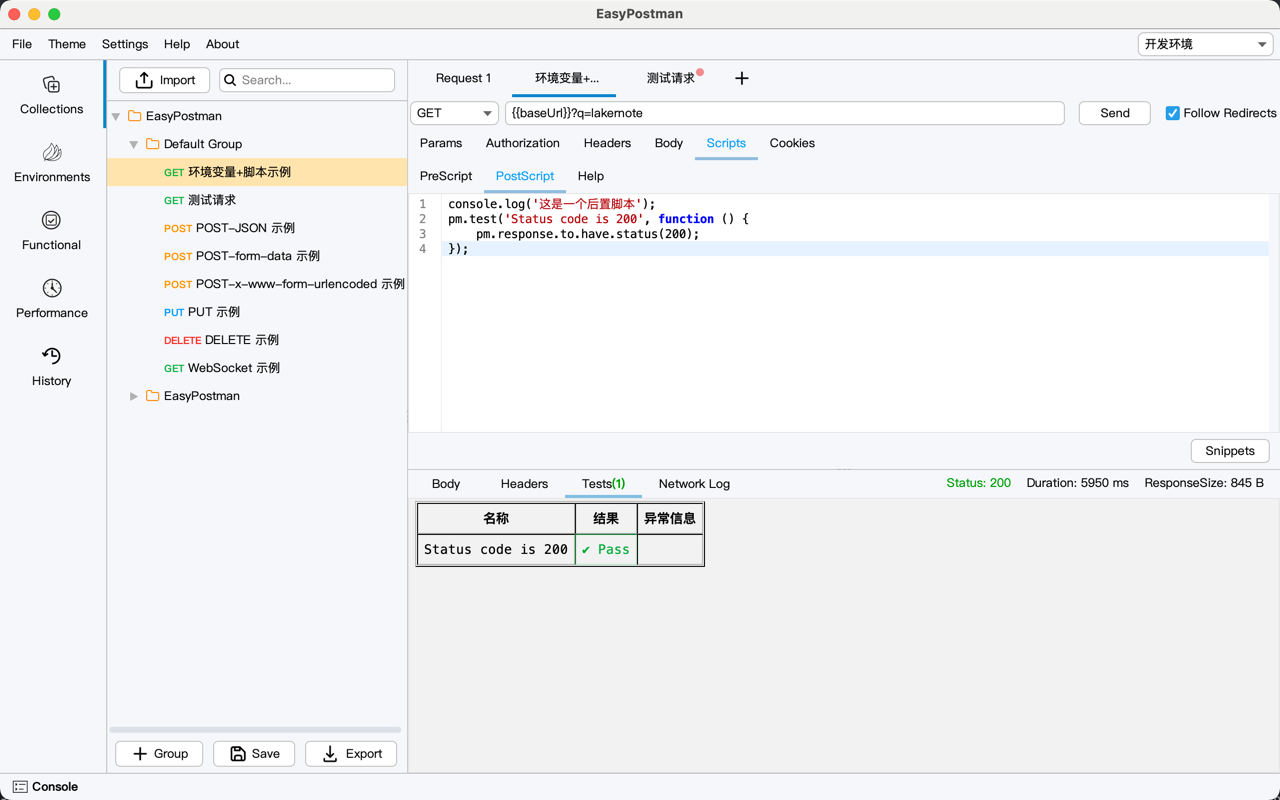 EasyPostman
File Theme Settings Help About 开发环境
Collections
Environments
Functional
Performance
History
Import Search...
EasyPostman
Default Group
GET 环境变量+脚本示例
GET 测试请求
POST POST-JSON 示例
POST POST-form-data 示例
POST POST-x-www-form-urlencoded 示例
PUT PUT 示例
DELETE DELETE 示例
GET WebSocket 示例
EasyPostman
Group Save Export
Request 1 环境变量+... 测试请求
GET {{baseUrl}}?q=lakernote Send Follow Redirects
Params Authorization Headers Body Scripts Cookies
PreScript PostScript Help
1 console.log('这是一个后置脚本');
2 pm.test('Status code is 200', function () {
3 pm.response.to.have.status(200);
4 });
Snippets
Body Headers Tests(1) Network Log Status: 200 Duration: 5950 ms ResponseSize: 845 B
名称 结果 异常信息
Status code is 200 ✔ Pass
Console